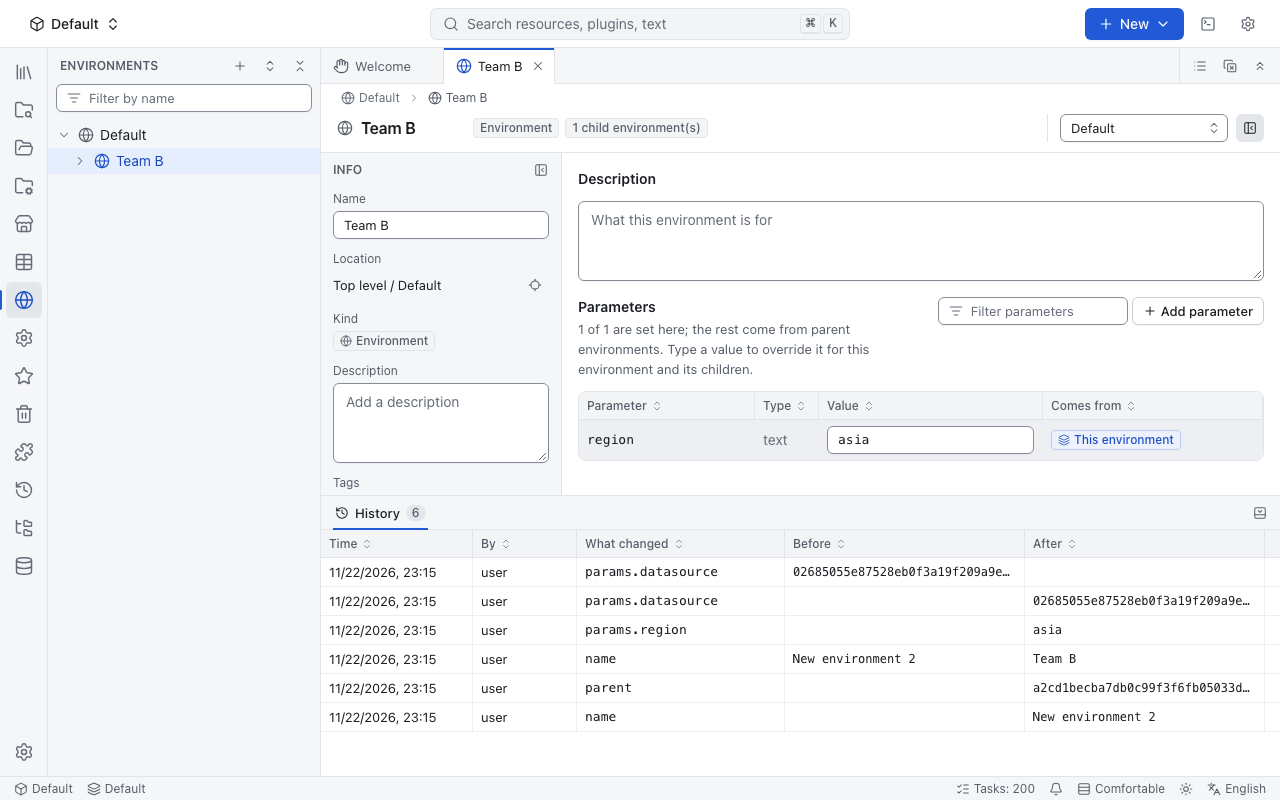 Default
Search resources, plugins, text
⌘ K
New
ENVIRONMENTS
Filter by name
Default
Team B
Welcome
Team B
Default
Team B
Team B
Environment
1 child environment(s)
Default
INFO
Name
Team B
Location
Top level / Default
Kind
Environment
Description
Add a description
Tags
Description
What this environment is for
Parameters
1 of 1 are set here; the rest come from parent
environments. Type a value to override it for this
environment and its children.
Filter parameters
Add parameter
Parameter Type Value Comes from
region text asia This environment
History 6
Time By What changed Before After
11/22/2026, 23:15 user params.datasource 02685055e87528eb0f3a19f209a9e…
11/22/2026, 23:15 user params.datasource 02685055e87528eb0f3a19f209a9e…
11/22/2026, 23:15 user params.region asia
11/22/2026, 23:15 user name New environment 2 Team B
11/22/2026, 23:15 user parent a2cd1becba7db0c99f3f6fb05033d…
11/22/2026, 23:15 user name New environment 2
Default
Default
Tasks: 200
Comfortable
English